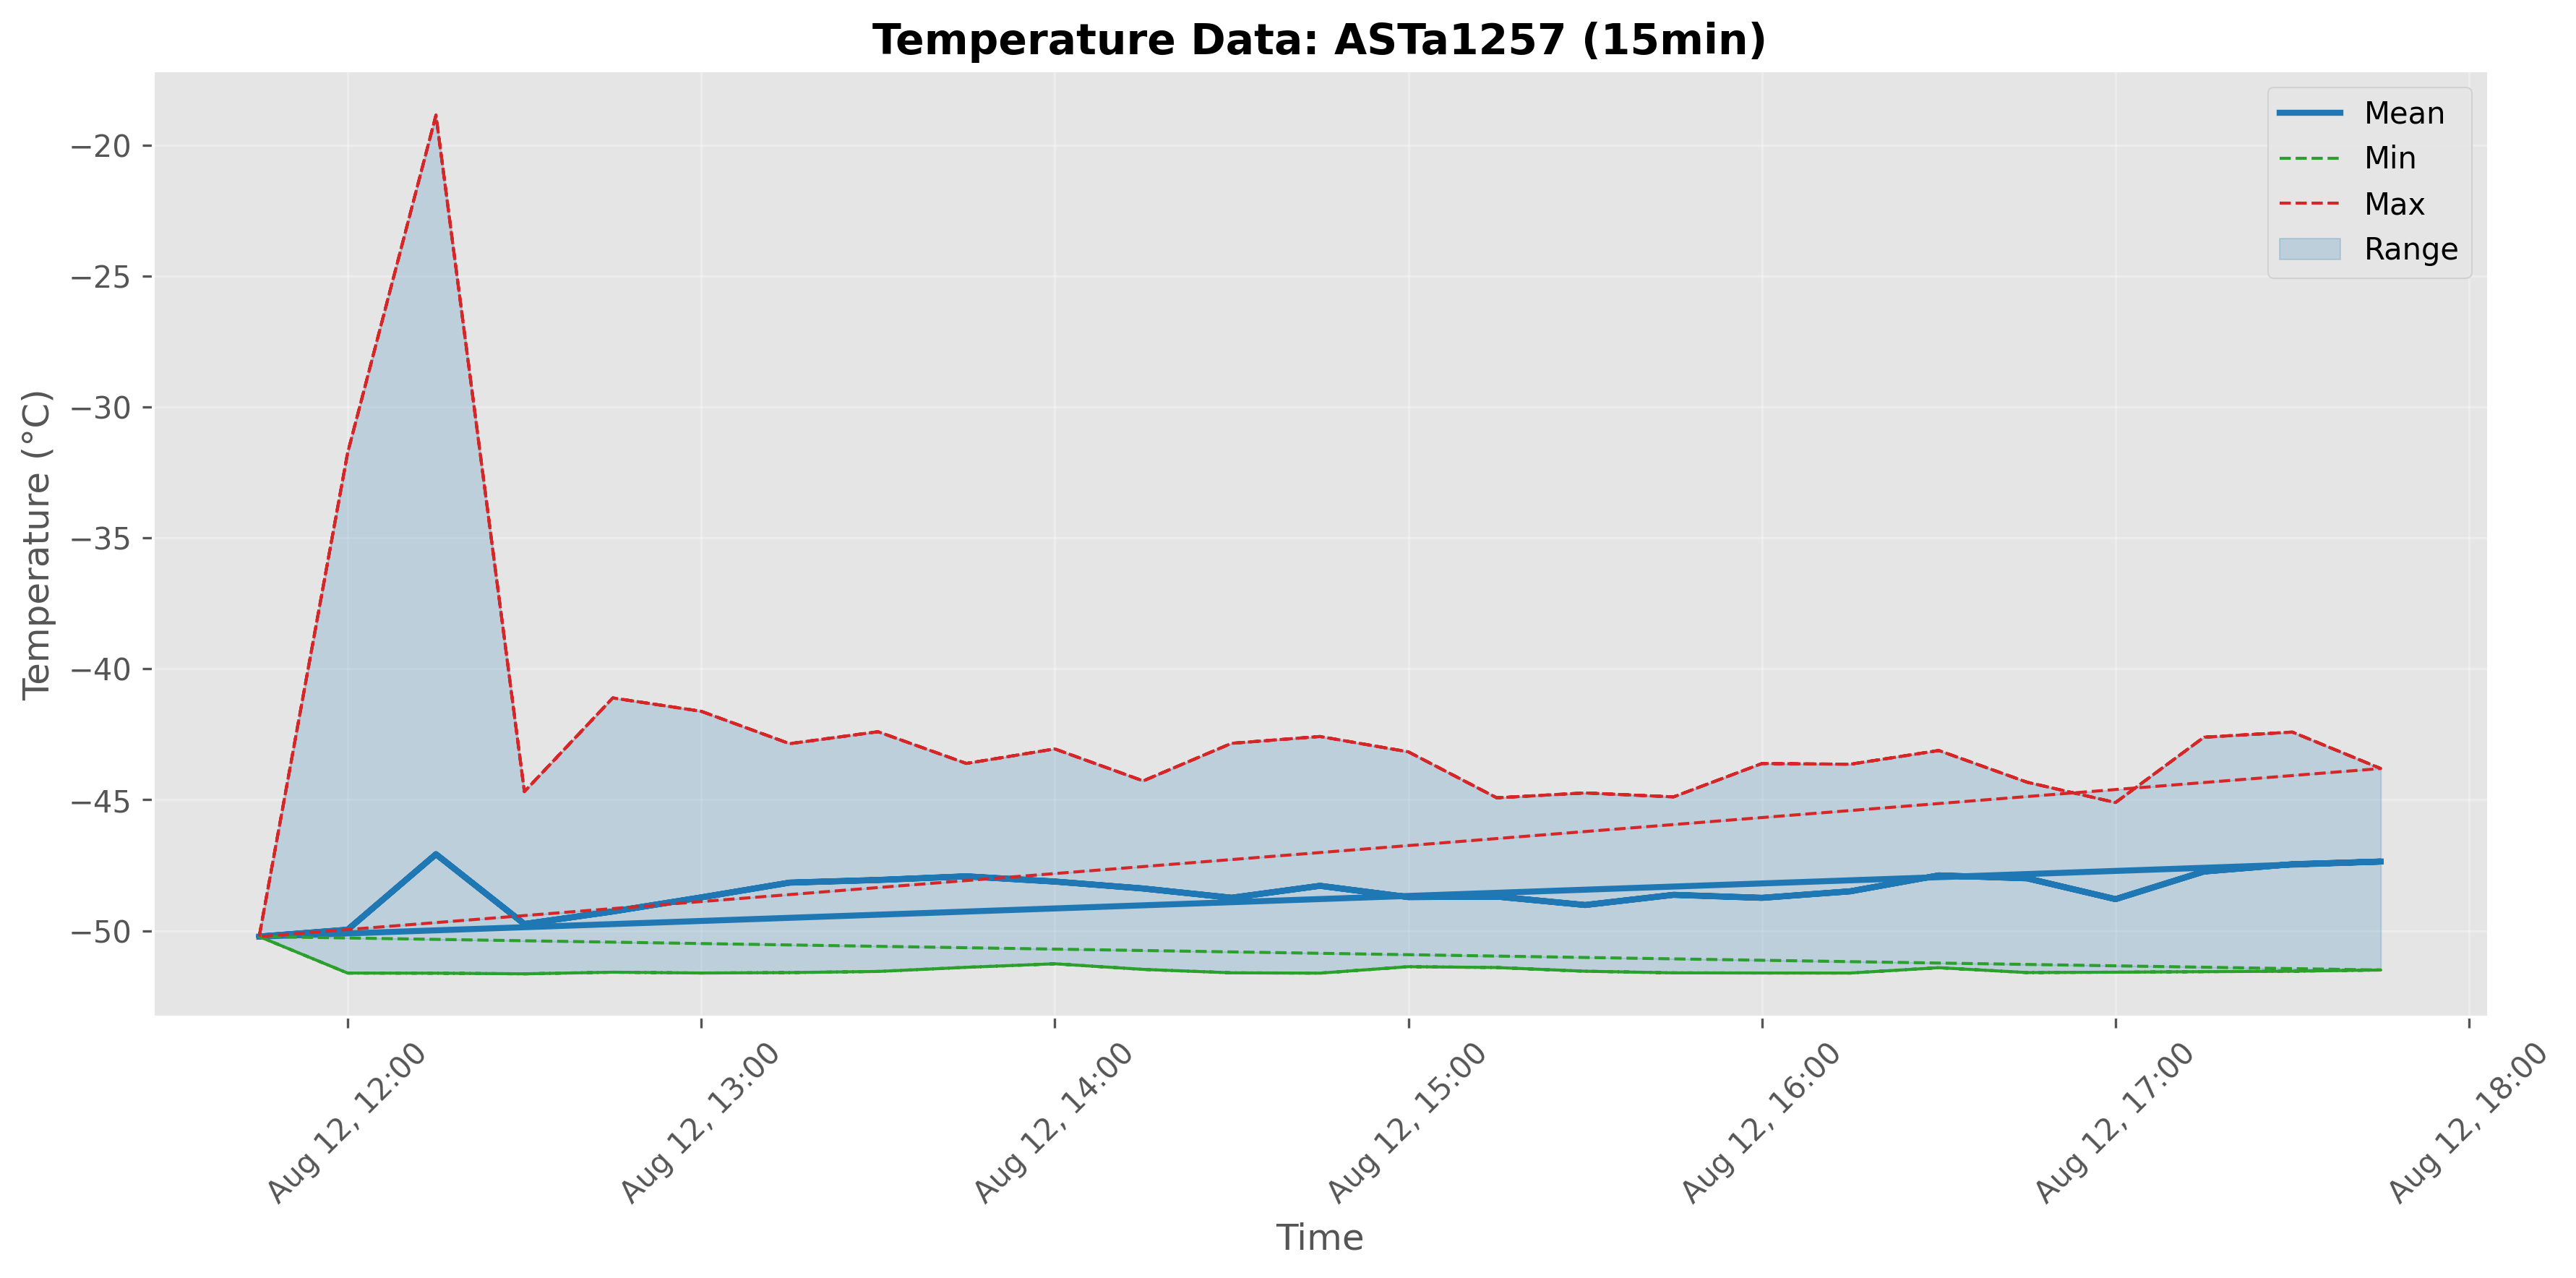 Temperature Data: ASTa1257 (15min)
Mean
Min
Max
Range
Temperature (°C)
−20
−25
−30
−35
−40
−45
−50
Aug 12, 12:00
Aug 12, 13:00
Aug 12, 14:00
Aug 12, 15:00
Aug 12, 16:00
Aug 12, 17:00
Aug 12, 18:00
Time